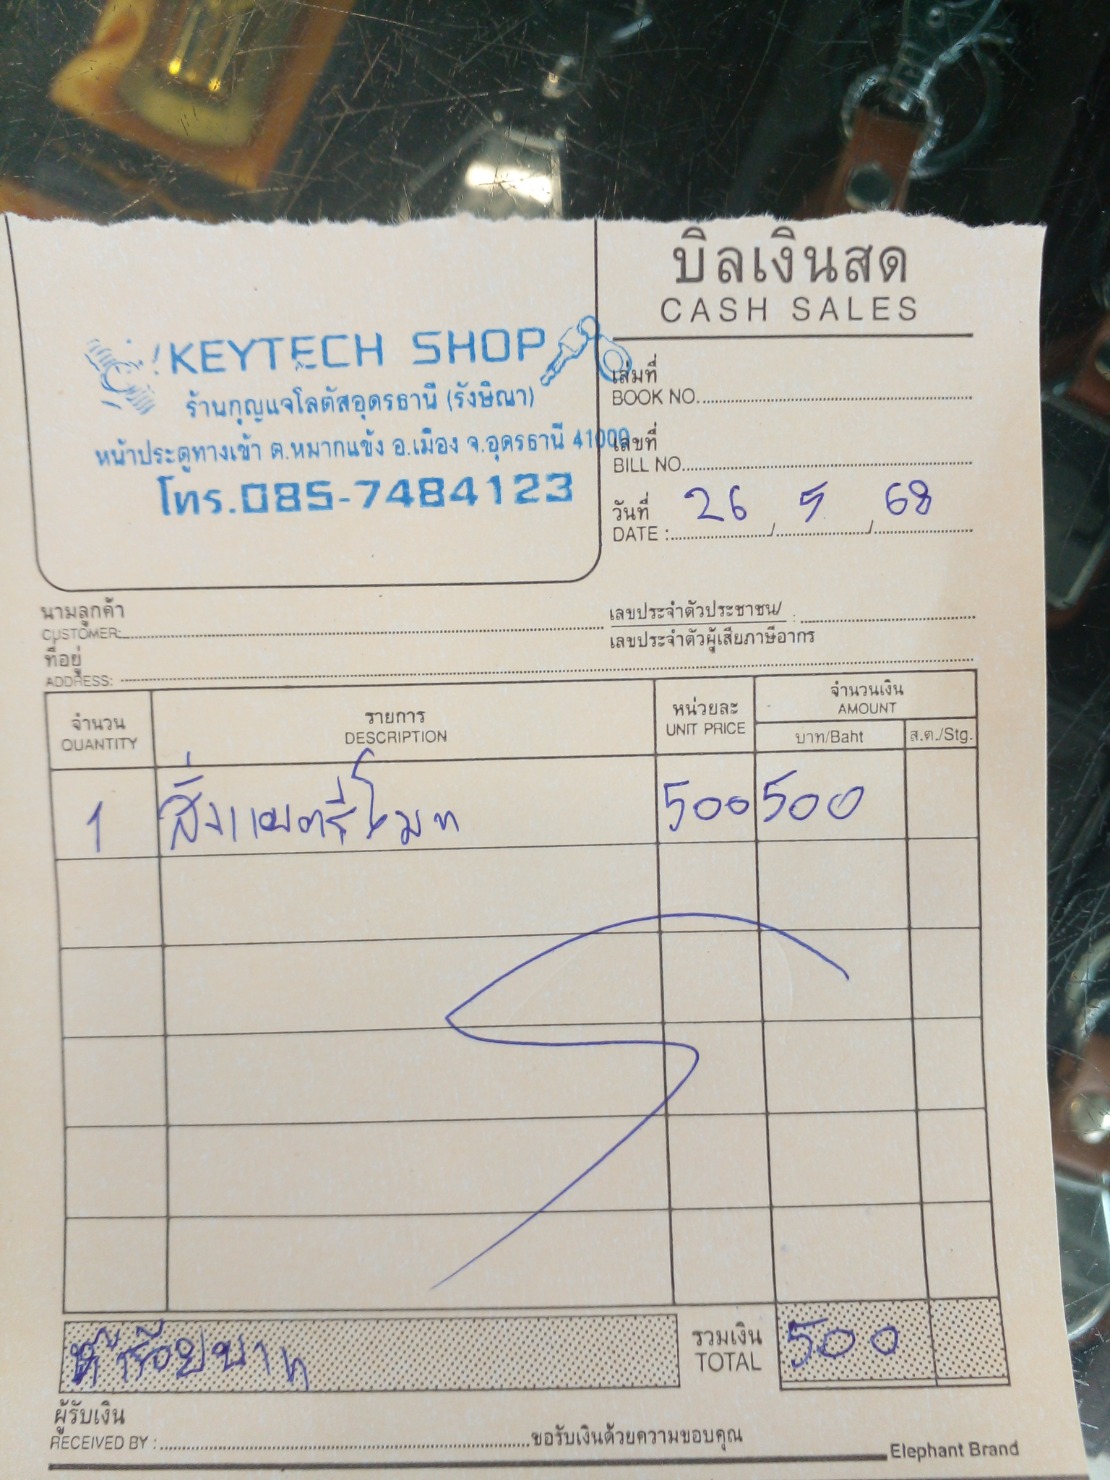 บิลเงินสด
CASH SALES
KEYTECH SHOP
ร้านกุญแจโลตัสอุดรธานี (รังษิณา)
หน้าประตูทางเข้า ต.หมากแข้ง อ.เมือง จ.อุดรธานี 41000
โทร.085-7484123
เล่มที่
BOOK NO.
เลขที่
BILL NO.
วันที่ 26 5 68
DATE : / /
นามลูกค้า
CUSTOMER:
เลขประจำตัวประชาชน/ :
เลขประจำตัวผู้เสียภาษีอากร
ที่อยู่
ADDRESS:
จำนวน รายการ หน่วยละ จำนวนเงิน
QUANTITY DESCRIPTION UNIT PRICE AMOUNT
บาท/Baht ส.ต./Stg.
1 รีโมท 500 500
ห้าร้อยบาท รวมเงิน 500
TOTAL
ผู้รับเงิน
RECEIVED BY : ขอรับเงินด้วยความขอบคุณ
Elephant Brand